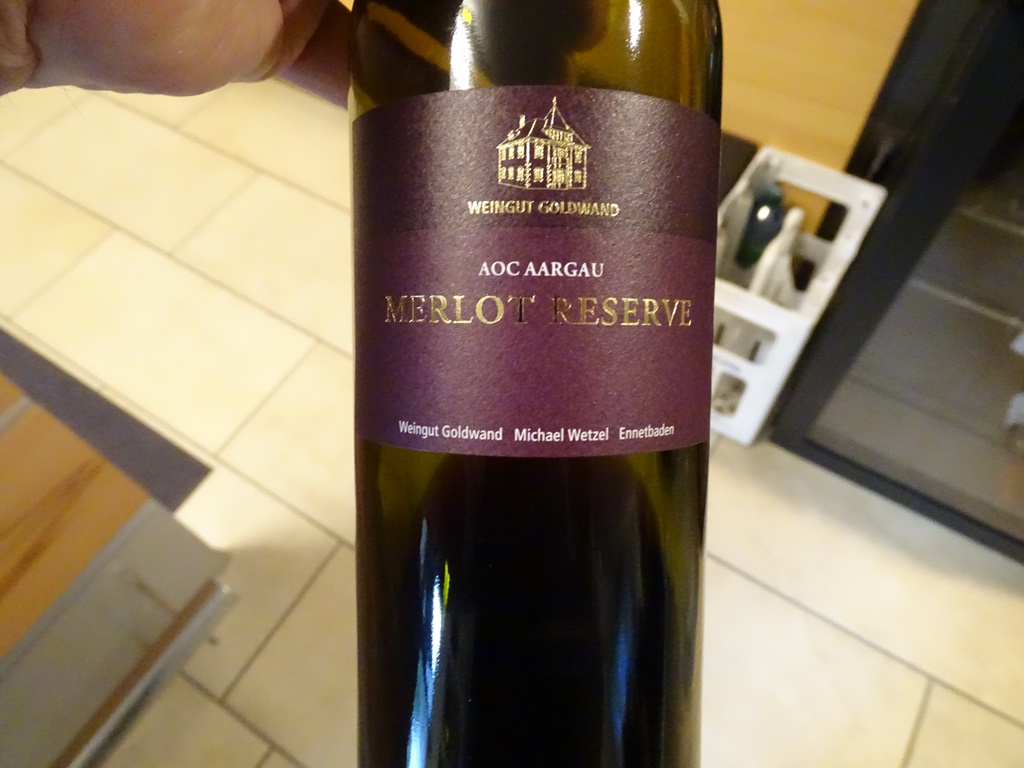 WEINGUT GOLDWAND
AOC AARGAU
MERLOT RESERVE
Weingut Goldwand Michael Wetzel Ennetbaden